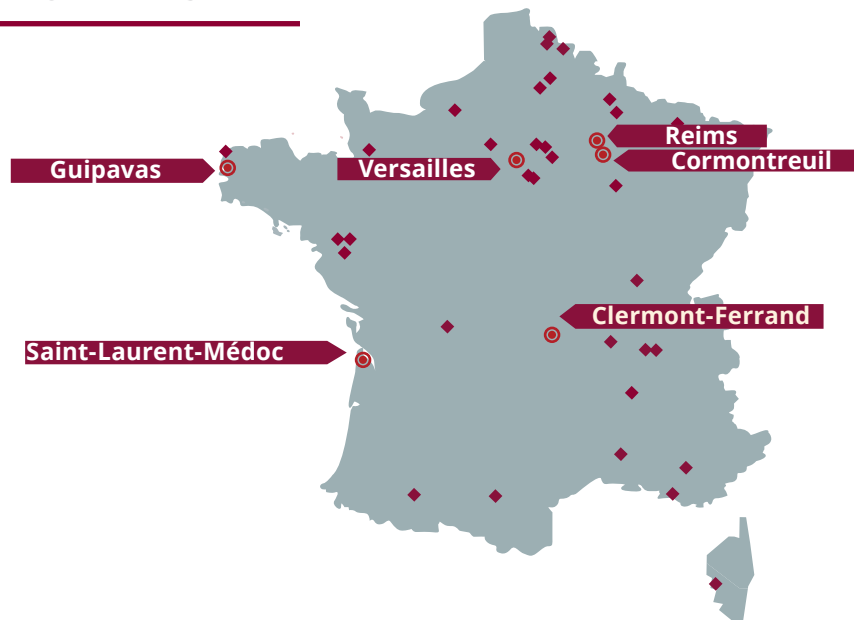 Reims
Cormontreuil
Guipavas
Versailles
Clermont-Ferrand
Saint-Laurent-Médoc